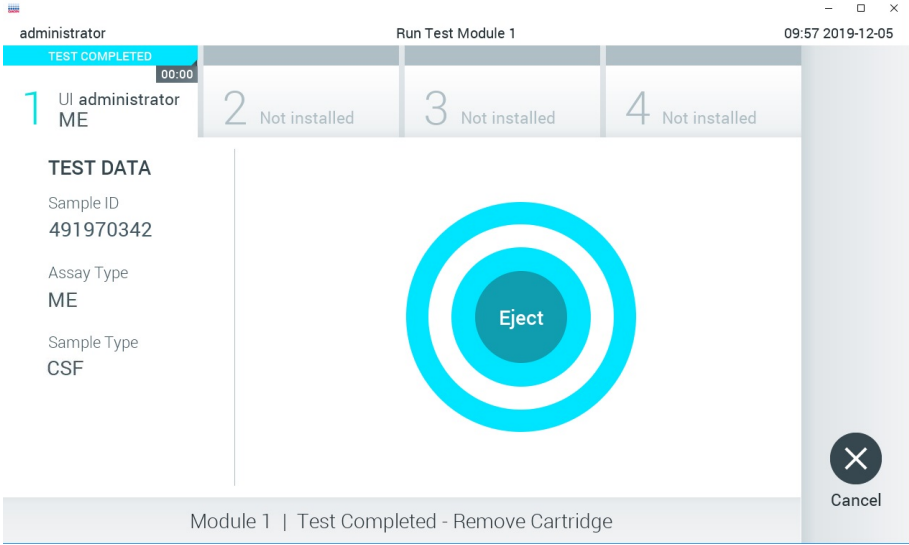 administrator
Run Test Module 1
09:57 2019-12-05
TEST COMPLETED
00:00
1
UI administrator
ME
2 Not installed
3 Not installed
4 Not installed
TEST DATA
Sample ID
491970342
Assay Type
ME
Sample Type
CSF
Eject
Cancel
Module 1 | Test Completed - Remove Cartridge